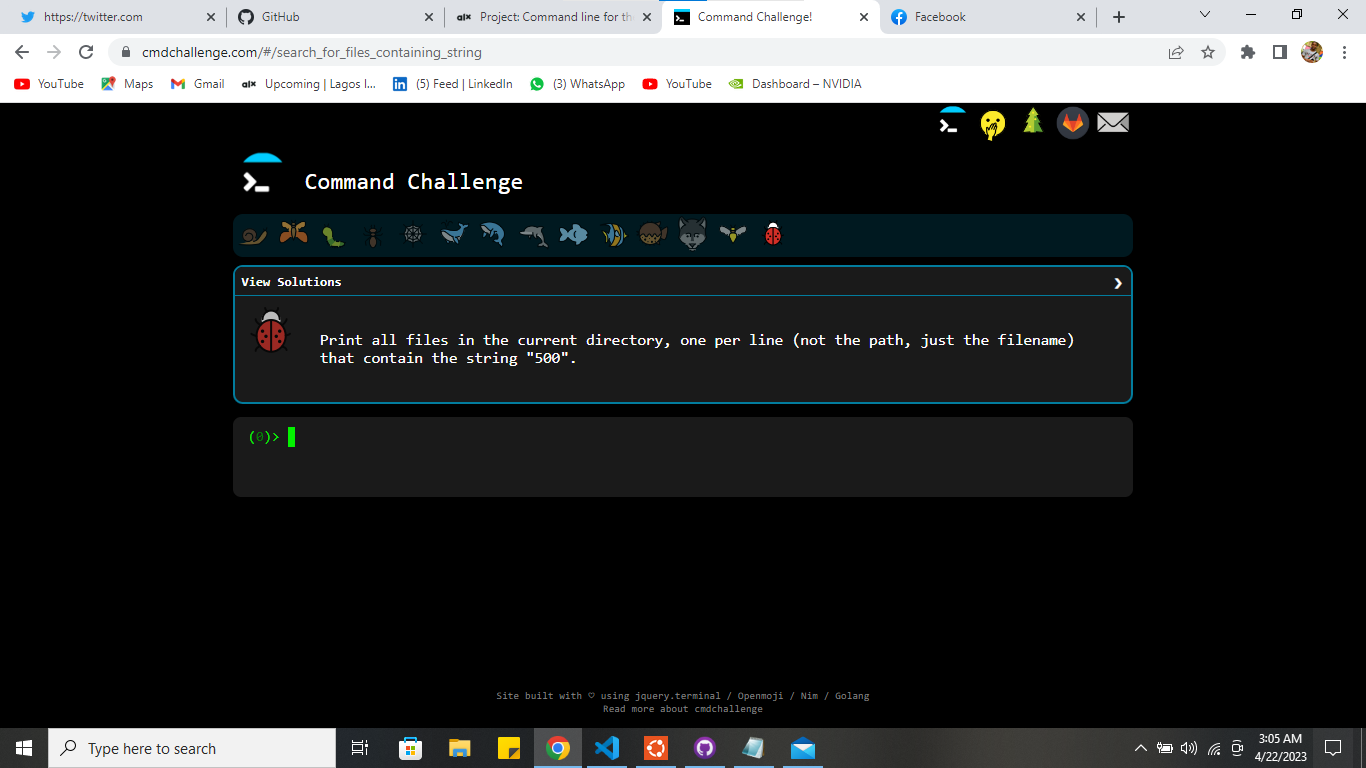 https://twitter.com
GitHub
Project: Command line for th
Command Challenge!
Facebook
cmdchallenge.com/#/search_for_files_containing_string
YouTube
Maps
Gmail
Upcoming | Lagos I...
(5) Feed | LinkedIn
(3) WhatsApp
YouTube
Dashboard – NVIDIA
Command Challenge
View Solutions
Print all files in the current directory, one per line (not the path, just the filename)
that contain the string "500".
(0)>
Site built with ♡ using jquery.terminal / Openmoji / Nim / Golang
Read more about cmdchallenge
Type here to search
3:05 AM
4/22/2023